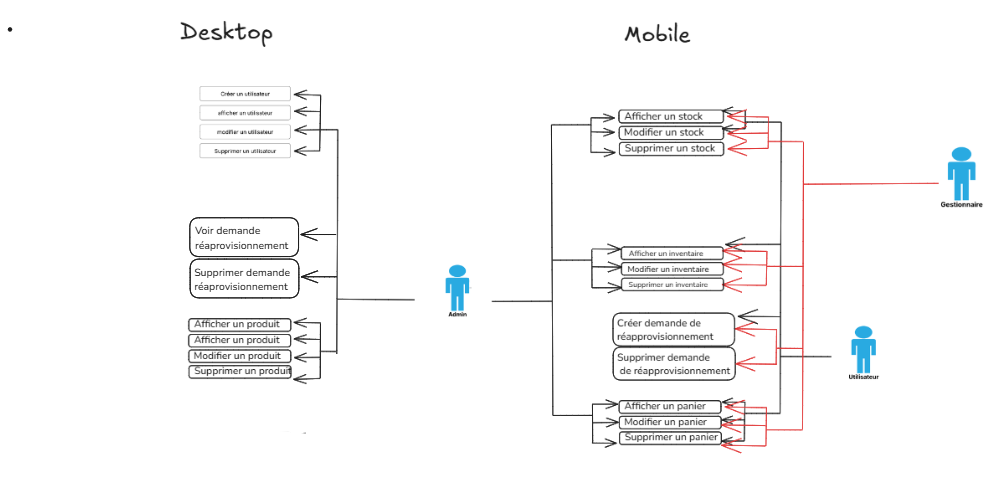 Desktop
Créer un utilisateur
afficher un utilisateur
modifier un utilisateur
Supprimer un utilisateur
Voir demande
réaprovisionnement
Supprimer demande
réaprovisionnement
Afficher un produit
Afficher un produit
Modifier un produit
Supprimer un produit
Admin
Mobile
Afficher un stock
Modifier un stock
Supprimer un stock
Afficher un inventaire
Modifier un inventaire
Supprimer un inventaire
Créer demande de
réapprovisionnement
Supprimer demande
de réapprovisionnement
Afficher un panier
Modifier un panier
Supprimer un panier
Gestionnaire
Utilisateur